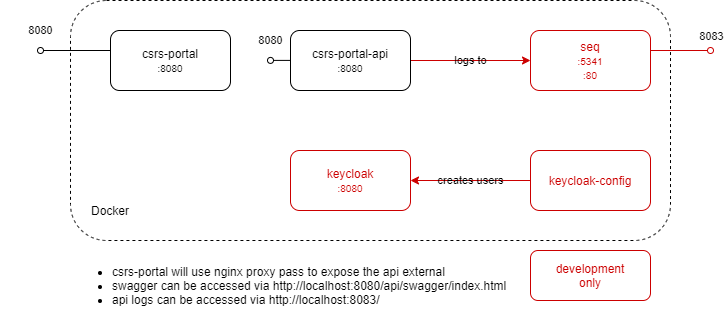 8080
csrs-portal
:8080
8080
csrs-portal-api
:8080
logs to
seq
:5341
:80
8083
keycloak
:8080
creates users
keycloak-config
Docker
csrs-portal will use nginx proxy pass to expose the api external
swagger can be accessed via http://localhost:8080/api/swagger/index.html
api logs can be accessed via http://localhost:8083/
development
only